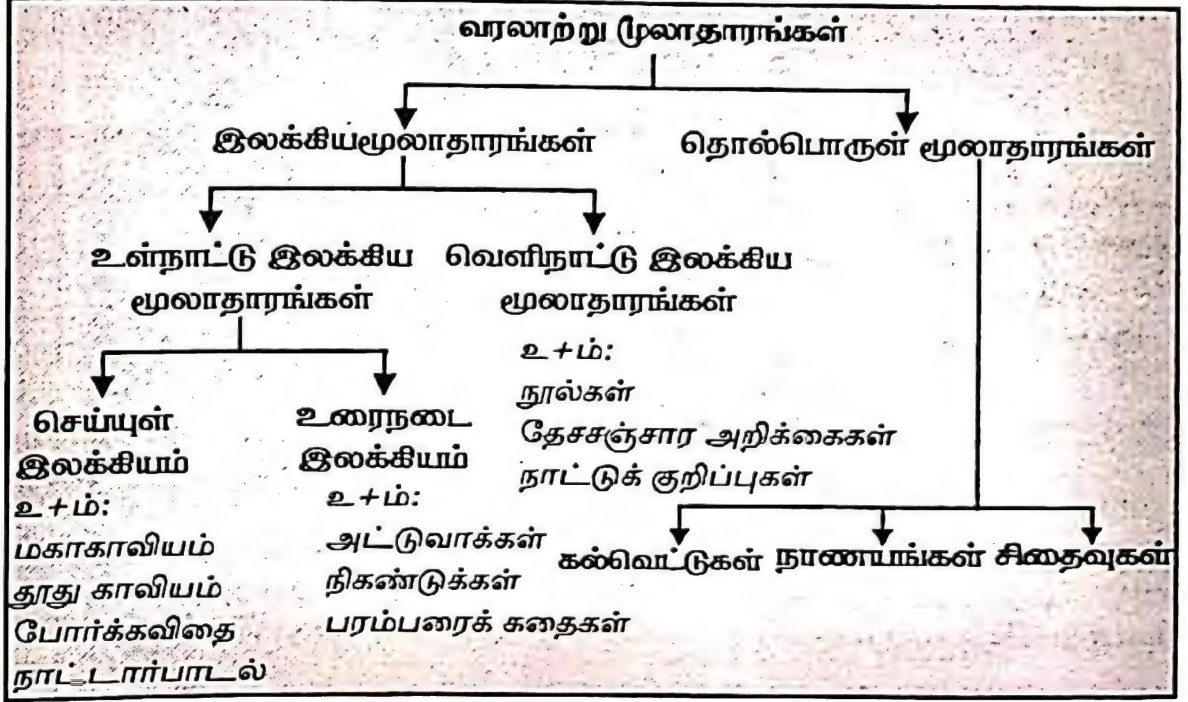 வரலாற்று மூலாதாரங்கள்
இலக்கியமூலாதாரங்கள்
தொல்பொருள் மூலாதாரங்கள்
உள்நாட்டு இலக்கிய
மூலாதாரங்கள்
வெளிநாட்டு இலக்கிய
மூலாதாரங்கள்
உ+ம்:
நூல்கள்
தேசசஞ்சார அறிக்கைகள்
நாட்டுக் குறிப்புகள்
செய்யுள்
இலக்கியம்
உ+ம்:
மகாகாவியம்
தூது காவியம்
போர்க்கவிதை
நாட்டார்பாடல்
உரைநடை
இலக்கியம்
உ+ம்:
அட்டுவாக்கள்
நிகண்டுக்கள்
பரம்பரைக் கதைகள்
கல்வெட்டுகள்
நாணயங்கள்
சிதைவுகள்